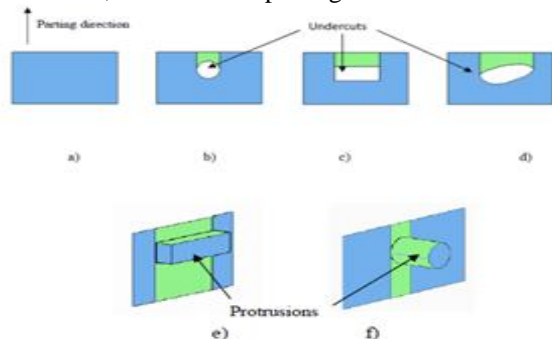 Parting direction
Undercuts
a)
b)
c)
d)
Protrusions
e)
f)